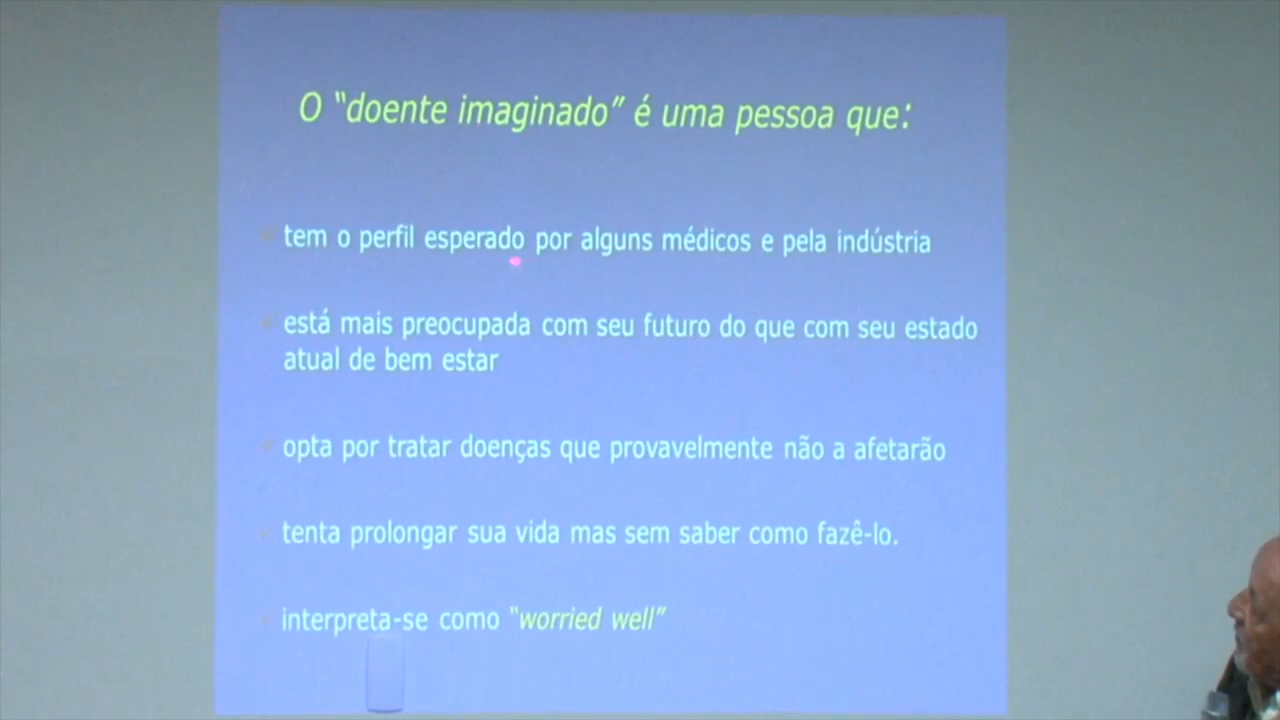 O “doente imaginado” é uma pessoa que:
tem o perfil esperado por alguns médicos e pela indústria
está mais preocupada com seu futuro do que com seu estado
atual de bem estar
opta por tratar doenças que provavelmente não a afetarão
tenta prolongar sua vida mas sem saber como fazê-lo.
interpreta-se como “worried well”